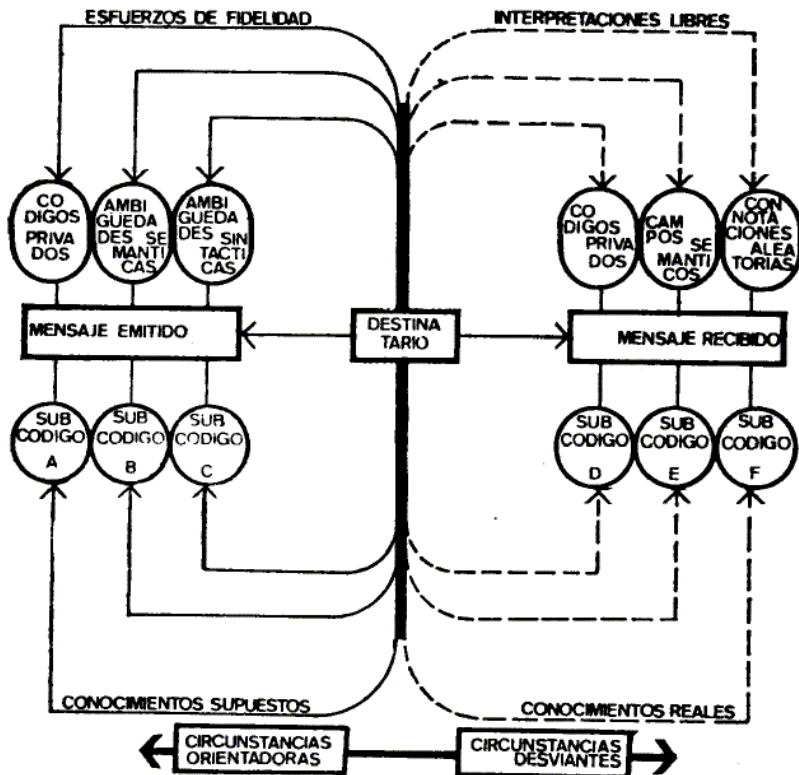 ESFUERZOS DE FIDELIDAD
INTERPRETACIONES LIBRES
CO
DIGOS
PRIVA
DOS
AMBI
GUEDA
DES SE
MANTI
CAS
AMBI
GUEDA
DES SIN
TACTI
CAS
CO
DIGOS
PRIVA
DOS
CAM
POS SE
MANTI
COS
CON
NOTA
CIONES
ALEA
TORIAS
MENSAJE EMITIDO
DESTINA
TARIO
MENSAJE RECIBIDO
SUB
CODIGO
A
SUB
CODIGO
B
SUB
CODIGO
C
SUB
CODIGO
D
SUB
CODIGO
E
SUB
CODIGO
F
CONOCIMIENTOS SUPUESTOS
CONOCIMIENTOS REALES
CIRCUNSTANCIAS
ORIENTADORAS
CIRCUNSTANCIAS
DESVIANTES